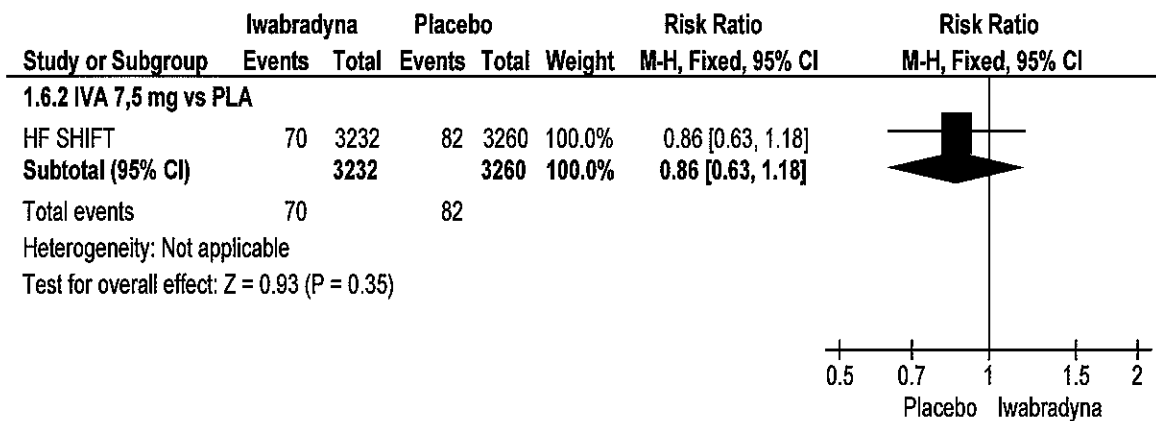 Iwabradyna Placebo Risk Ratio Risk Ratio
Study or Subgroup Events Total Events Total Weight M-H, Fixed, 95% CI M-H, Fixed, 95% CI
1.6.2 IVA 7,5 mg vs PLA
HF SHIFT 70 3232 82 3260 100.0% 0.86 [0.63, 1.18]
Subtotal (95% CI) 3232 3260 100.0% 0.86 [0.63, 1.18]
Total events 70 82
Heterogeneity: Not applicable
Test for overall effect: Z = 0.93 (P = 0.35)
0.5 0.7 1 1.5 2
Placebo Iwabradyna